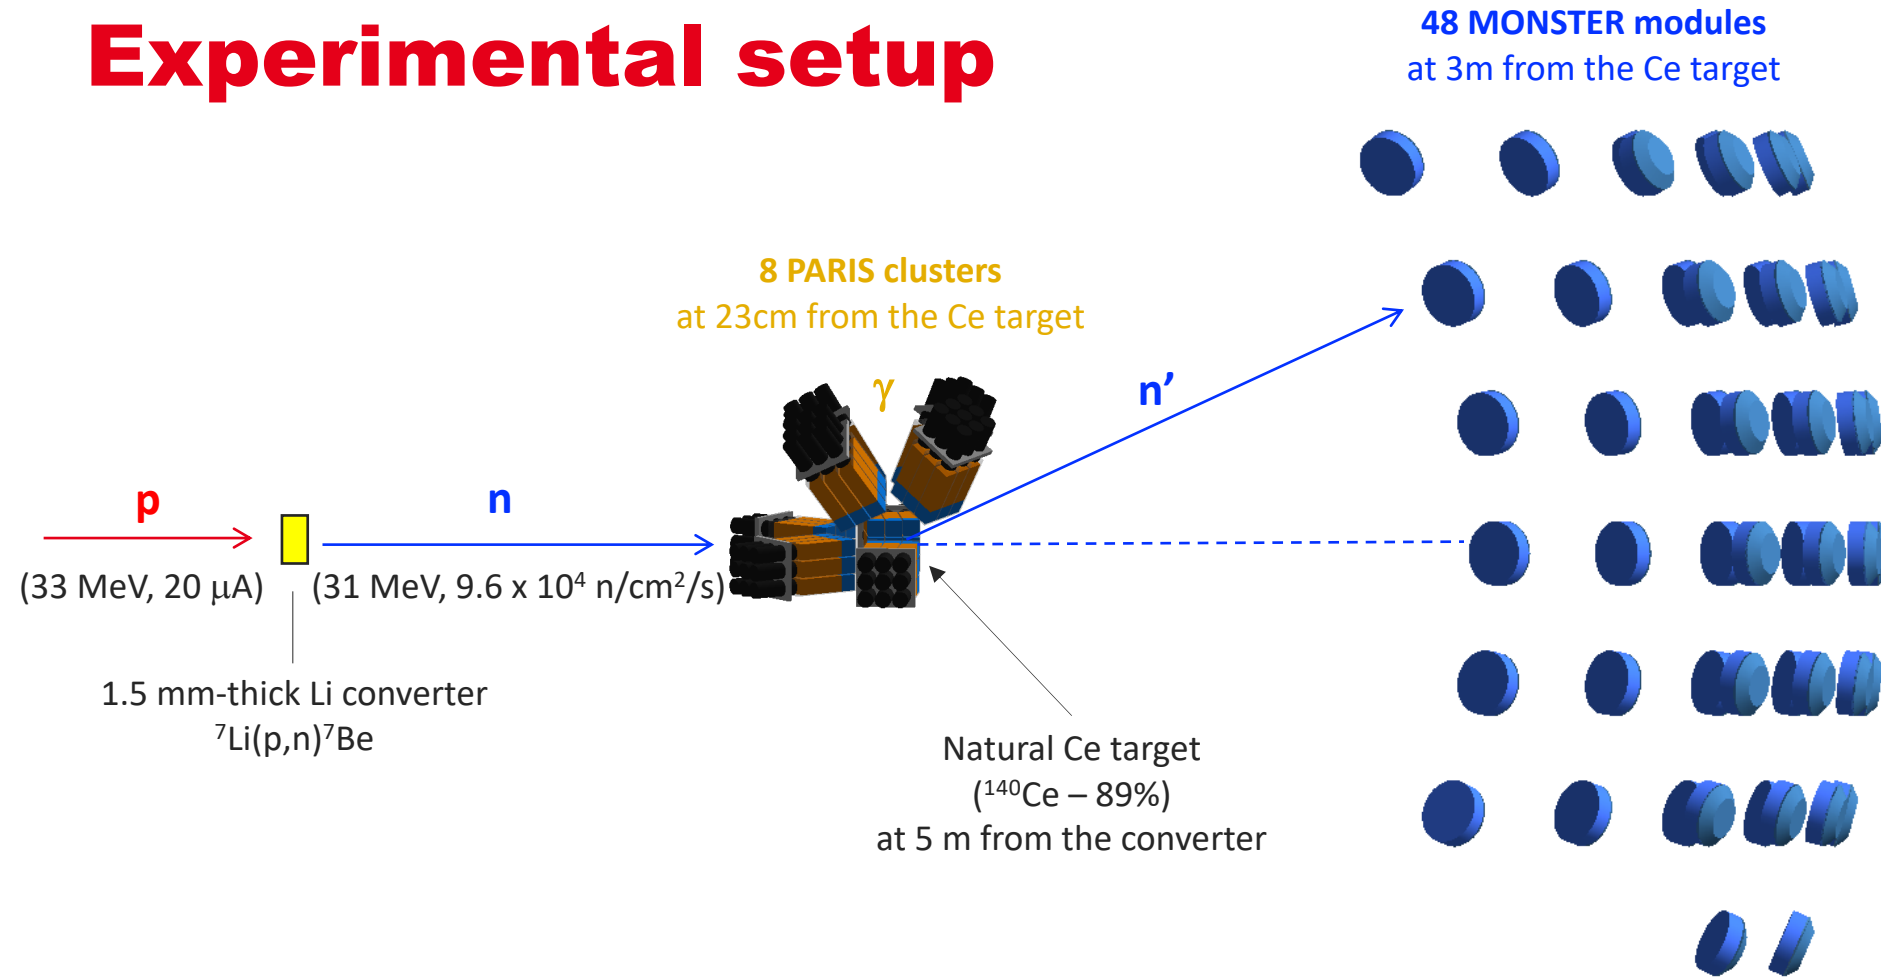 Experimental setup
48 MONSTER modules
at 3m from the Ce target
8 PARIS clusters
at 23cm from the Ce target
γ
n’
p
n
(33 MeV, 20 μA)
(31 MeV, 9.6 x 10⁴ n/cm²/s)
1.5 mm-thick Li converter
⁷Li(p,n)⁷Be
Natural Ce target
(¹⁴⁰Ce – 89%)
at 5 m from the converter